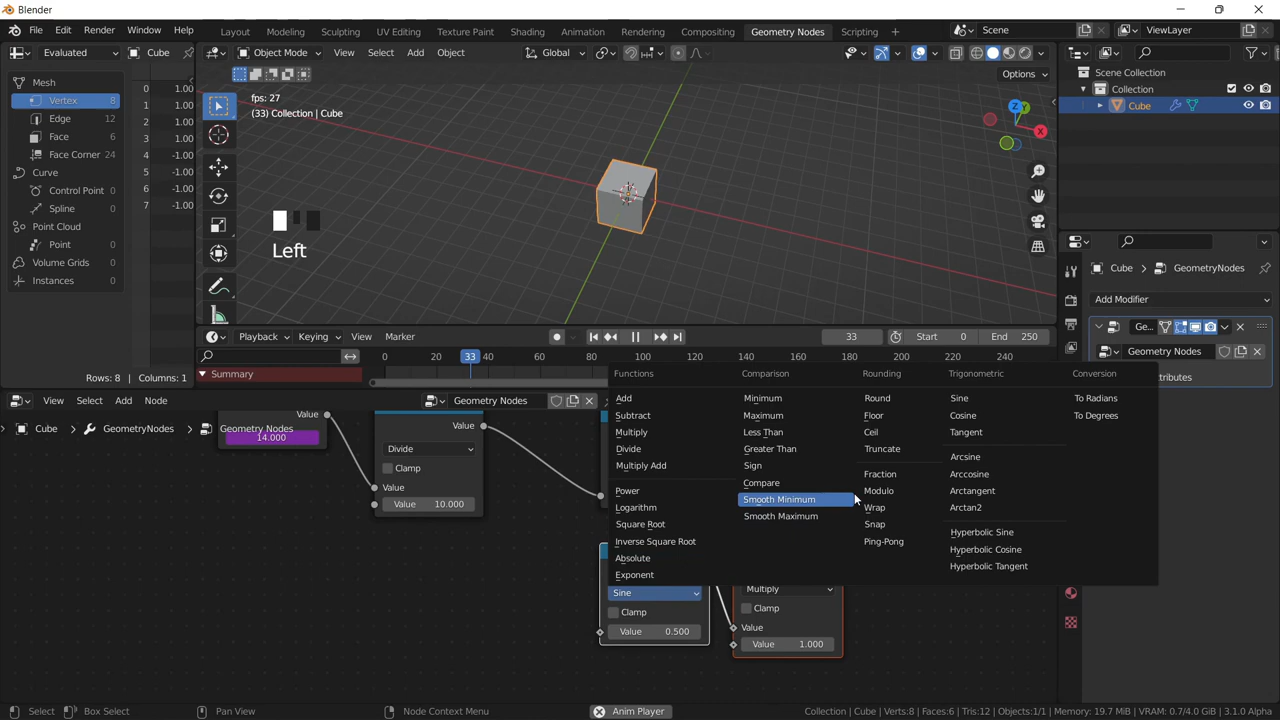 Blender
File Edit Render Window Help Layout Modeling Sculpting UV Editing Texture Paint Shading Animation Rendering Compositing Geometry Nodes Scripting + Scene ViewLayer
Evaluated Cube Object Mode View Select Add Object Global
Options
Mesh
Vertex 8
Edge 12
Face 6
Face Corner 24
Curve
Control Point 0
Spline 0
Point Cloud
Point 0
Volume Grids 0
Instances 0
0 1.00
1 1.00
2 1.00
3 -1.00
4 1.00
5 -1.00
6 -1.00
7 -1.00
Rows: 8 | Columns: 1
fps: 27
(33) Collection | Cube
Left
Z
Y
X
Scene Collection
Collection
Cube
Cube GeometryNodes
Add Modifier
Ge...
Geometry Nodes
ttributes
Playback Keying View Marker 33 Start 0 End 250
0 20 33 40 60 80 100 120 140 160 180 200 220 240
Summary
View Select Add Node Geometry Nodes
Cube GeometryNodes Geometry Nodes
Value
14.000
Value
Divide
Clamp
Value
Value 10.000
Functions
Add
Subtract
Multiply
Divide
Multiply Add
Power
Logarithm
Square Root
Inverse Square Root
Absolute
Exponent
Comparison
Minimum
Maximum
Less Than
Greater Than
Sign
Compare
Smooth Minimum
Smooth Maximum
Rounding
Round
Floor
Ceil
Truncate
Fraction
Modulo
Wrap
Snap
Ping-Pong
Trigonometric
Sine
Cosine
Tangent
Arcsine
Arccosine
Arctangent
Arctan2
Hyperbolic Sine
Hyperbolic Cosine
Hyperbolic Tangent
Conversion
To Radians
To Degrees
Sine
Clamp
Value 0.500
Multiply
Clamp
Value
Value 1.000
Select Box Select Pan View Node Context Menu Anim Player Collection | Cube | Verts:8 | Faces:6 | Tris:12 | Objects:1/1 | Memory: 19.7 MiB | VRAM: 0.7/4.0 GiB | 3.1.0 Alpha